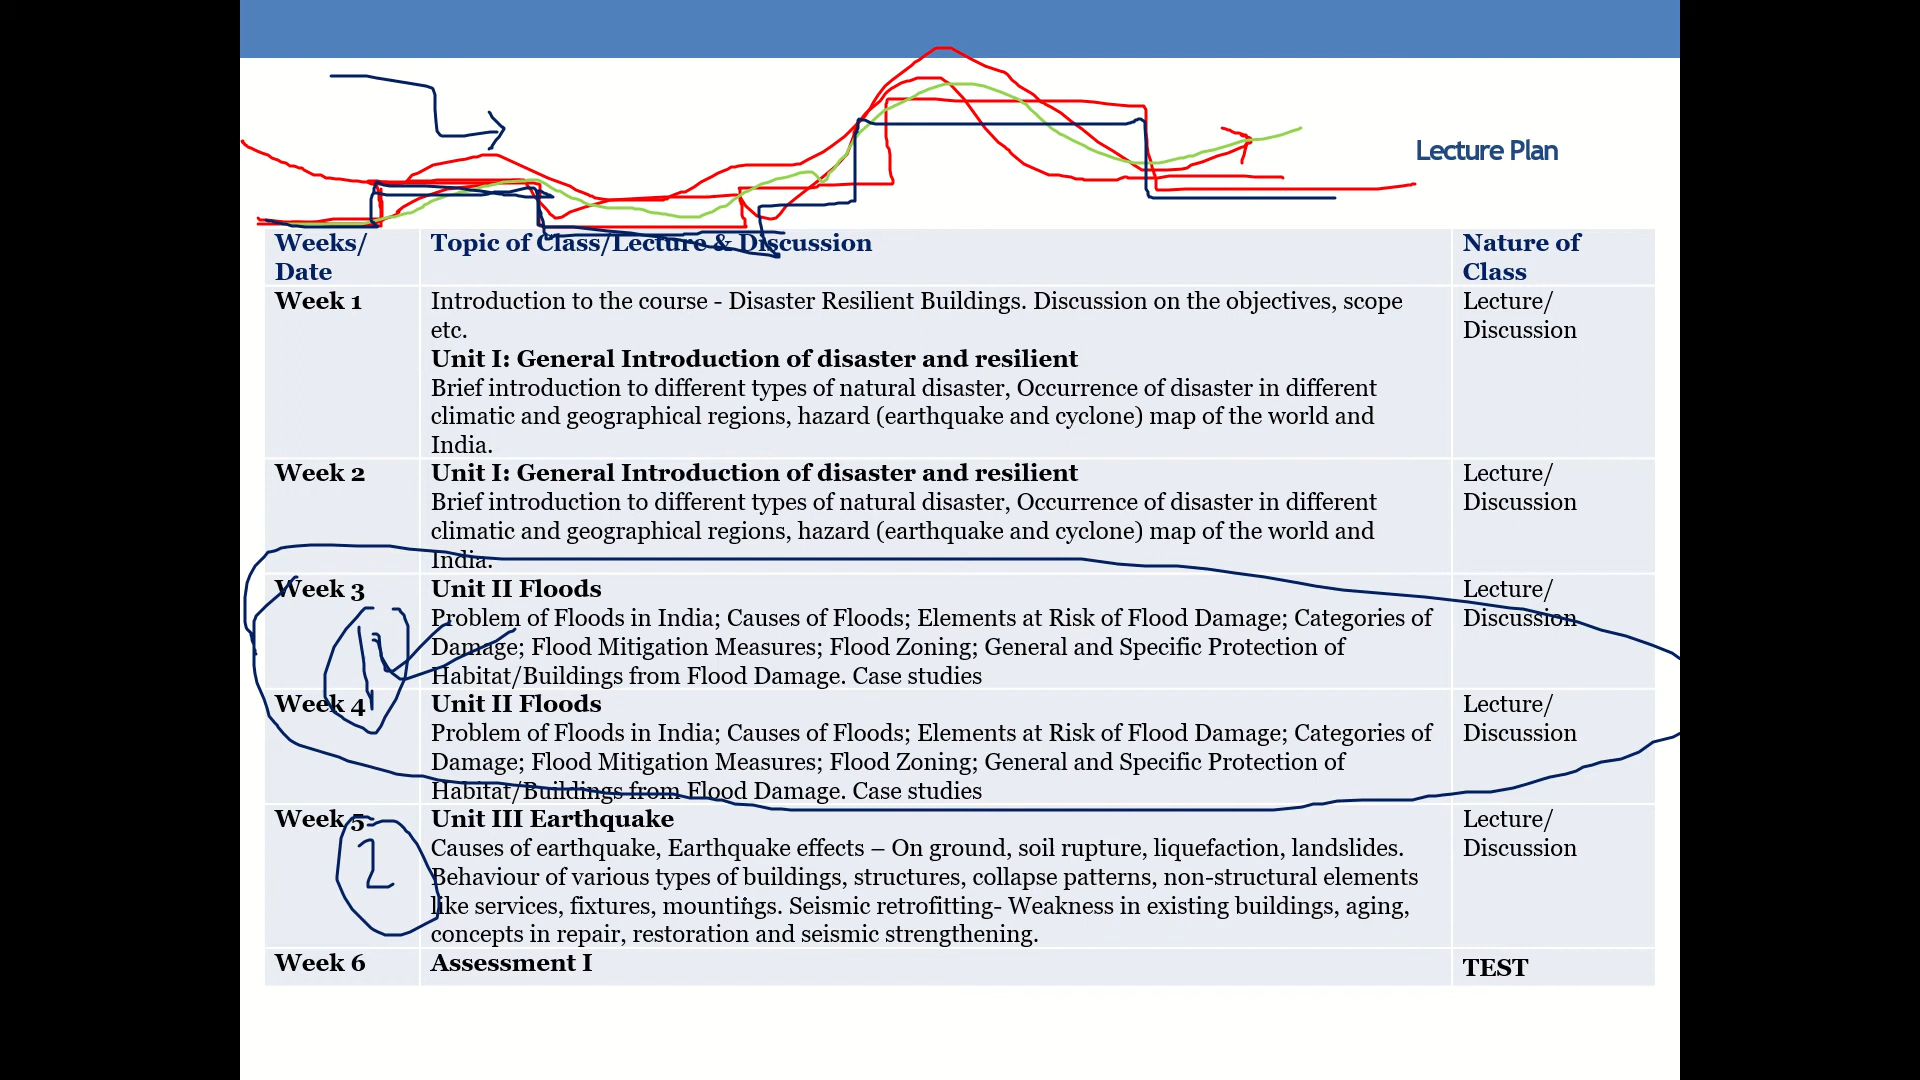 Lecture Plan
Weeks/ Topic of Class/Lecture & Discussion Nature of
Date Class
Week 1 Introduction to the course - Disaster Resilient Buildings. Discussion on the objectives, scope Lecture/
etc. Discussion
Unit I: General Introduction of disaster and resilient
Brief introduction to different types of natural disaster, Occurrence of disaster in different
climatic and geographical regions, hazard (earthquake and cyclone) map of the world and
India.
Week 2 Unit I: General Introduction of disaster and resilient Lecture/
Brief introduction to different types of natural disaster, Occurrence of disaster in different Discussion
climatic and geographical regions, hazard (earthquake and cyclone) map of the world and
India.
Week 3 Unit II Floods Lecture/
Problem of Floods in India; Causes of Floods; Elements at Risk of Flood Damage; Categories of Discussion
1 Damage; Flood Mitigation Measures; Flood Zoning; General and Specific Protection of
Habitat/Buildings from Flood Damage. Case studies
Week 4 Unit II Floods Lecture/
Problem of Floods in India; Causes of Floods; Elements at Risk of Flood Damage; Categories of Discussion
Damage; Flood Mitigation Measures; Flood Zoning; General and Specific Protection of
Habitat/Buildings from Flood Damage. Case studies
Week 5 Unit III Earthquake Lecture/
Causes of earthquake, Earthquake effects – On ground, soil rupture, liquefaction, landslides. Discussion
2 Behaviour of various types of buildings, structures, collapse patterns, non-structural elements
like services, fixtures, mountings. Seismic retrofitting- Weakness in existing buildings, aging,
concepts in repair, restoration and seismic strengthening.
Week 6 Assessment I TEST